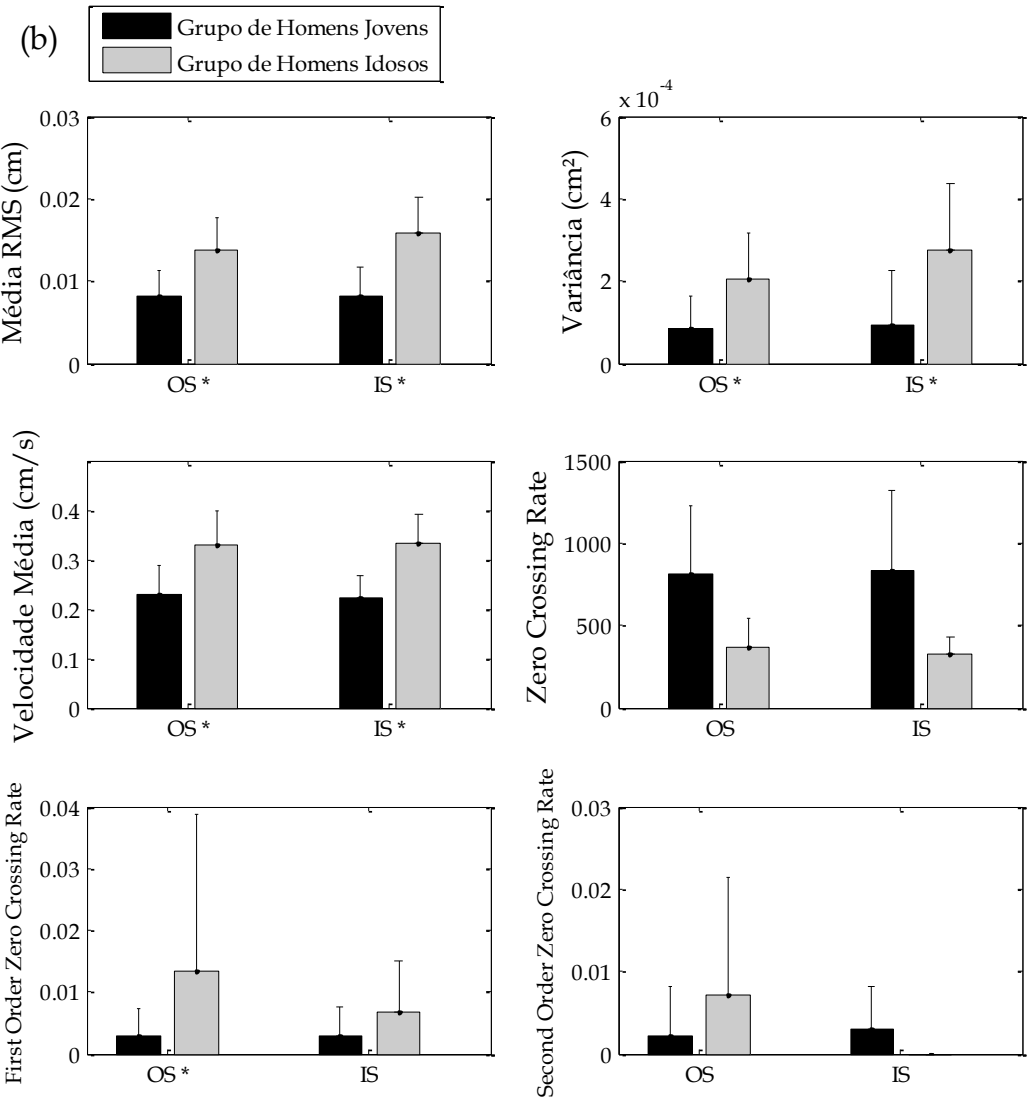 (b)
Grupo de Homens Jovens
Grupo de Homens Idosos
Média RMS (cm)
0.03
0.02
0.01
0
OS *
IS *
x 10⁻⁴
Variância (cm²)
6
4
2
0
OS *
IS *
Velocidade Média (cm/s)
0.4
0.3
0.2
0.1
0
OS *
IS *
Zero Crossing Rate
1500
1000
500
0
OS
IS
First Order Zero Crossing Rate
0.04
0.03
0.02
0.01
0
OS *
IS
Second Order Zero Crossing Rate
0.03
0.02
0.01
0
OS
IS